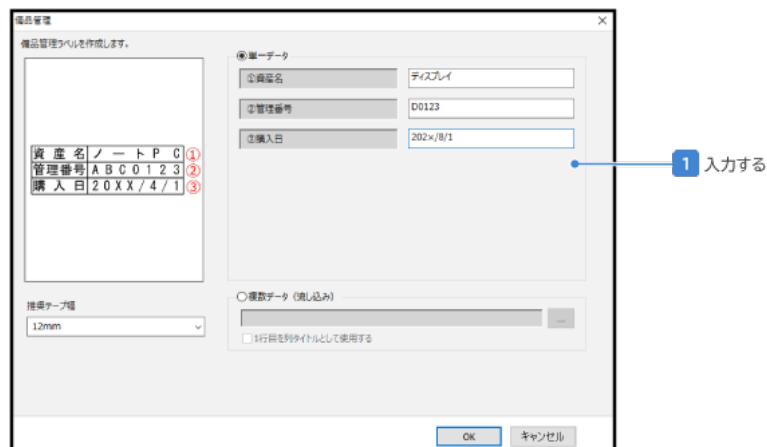 備品管理
備品管理ラベルを作成します。
資産名 ノートPC ①
管理番号 ABC0123 ②
購入日 20XX/4/1 ③
推奨テープ幅
12mm
単一データ
①資産名 ディスプレイ
②管理番号 D0123
③購入日 202×/8/1
複数データ (流し込み)
...
1行目を列タイトルとして使用する
OK キャンセル
1 入力する